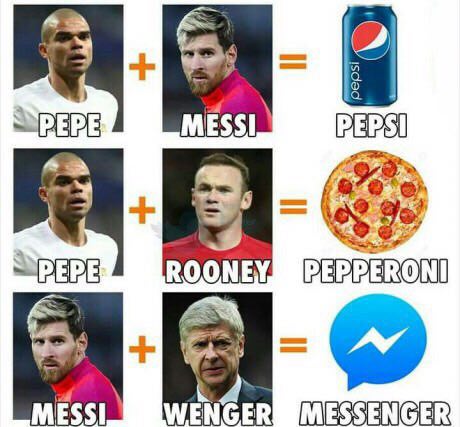 pepsi
PEPE + MESSI = PEPSI
PEPE + ROONEY = PEPPERONI
MESSI + WENGER = MESSENGER